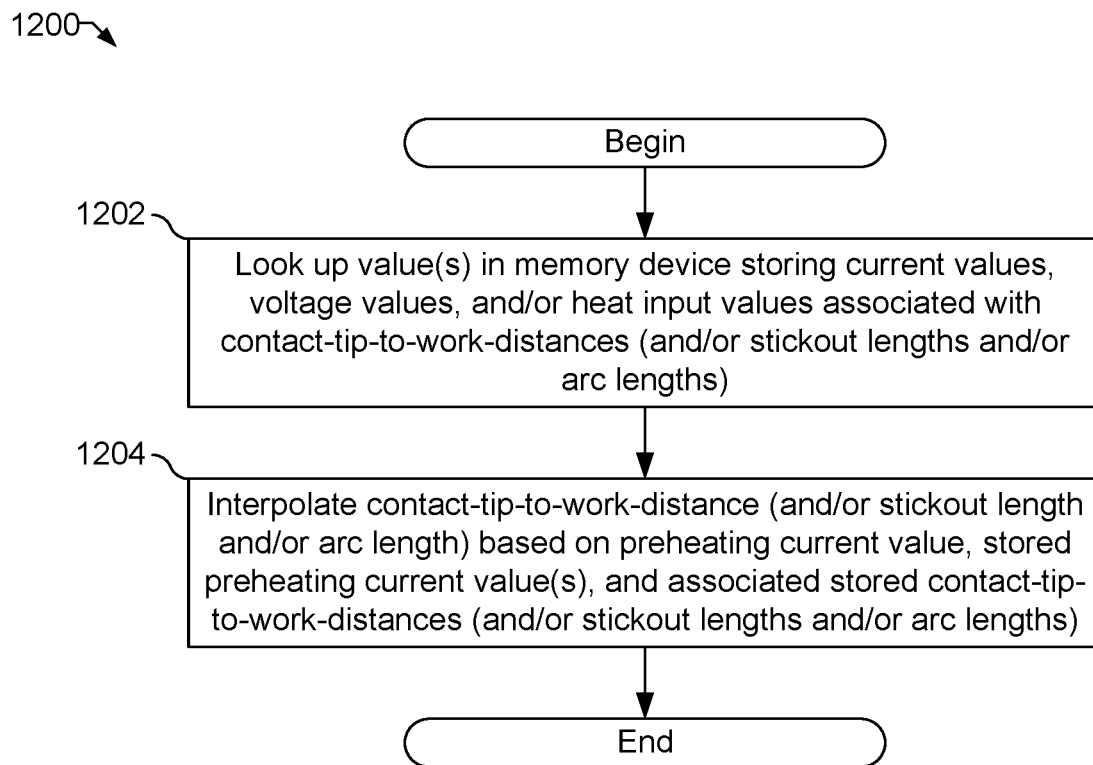 1200
Begin
1202
Look up value(s) in memory device storing current values,
voltage values, and/or heat input values associated with
contact-tip-to-work-distances (and/or stickout lengths and/or
arc lengths)
1204
Interpolate contact-tip-to-work-distance (and/or stickout length
and/or arc length) based on preheating current value, stored
preheating current value(s), and associated stored contact-tip-
to-work-distances (and/or stickout lengths and/or arc lengths)
End